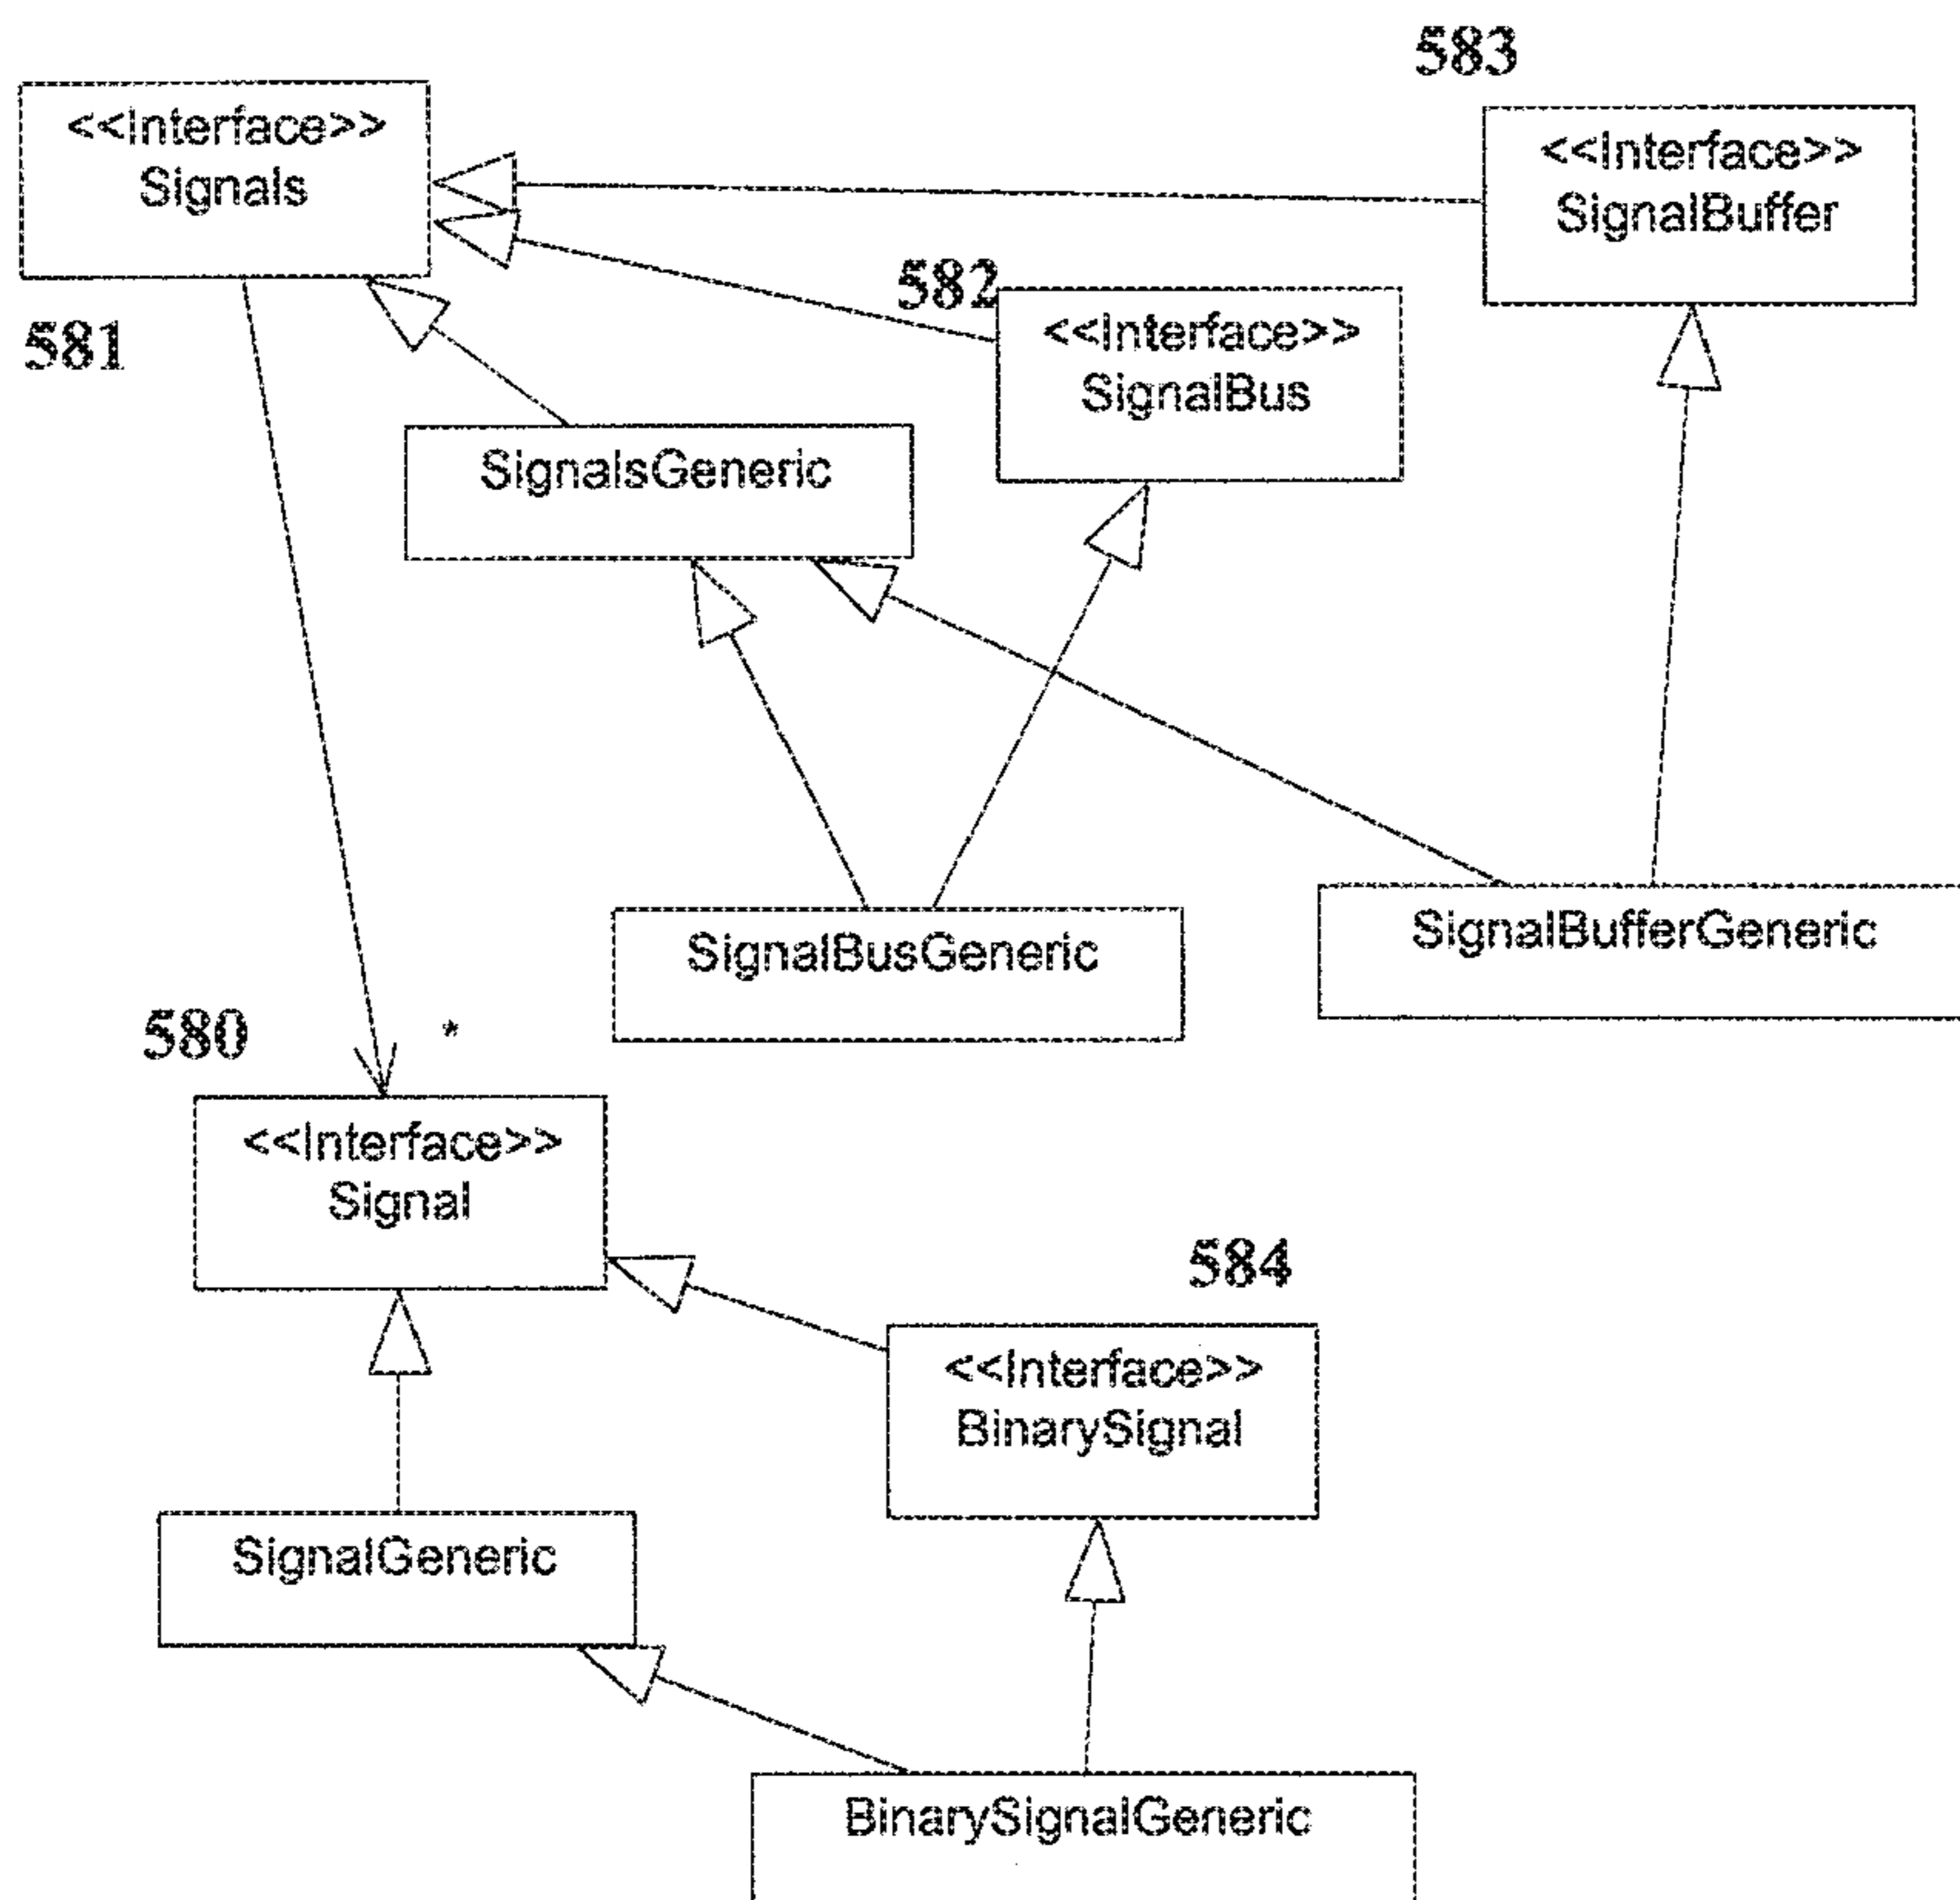 583
<<Interface>>
Signals
<<Interface>>
SignalBuffer
582
<<Interface>>
SignalBus
581
SignalsGeneric
SignalBusGeneric
SignalBufferGeneric
580
*
<<Interface>>
Signal
584
<<Interface>>
BinarySignal
SignalGeneric
BinarySignalGeneric